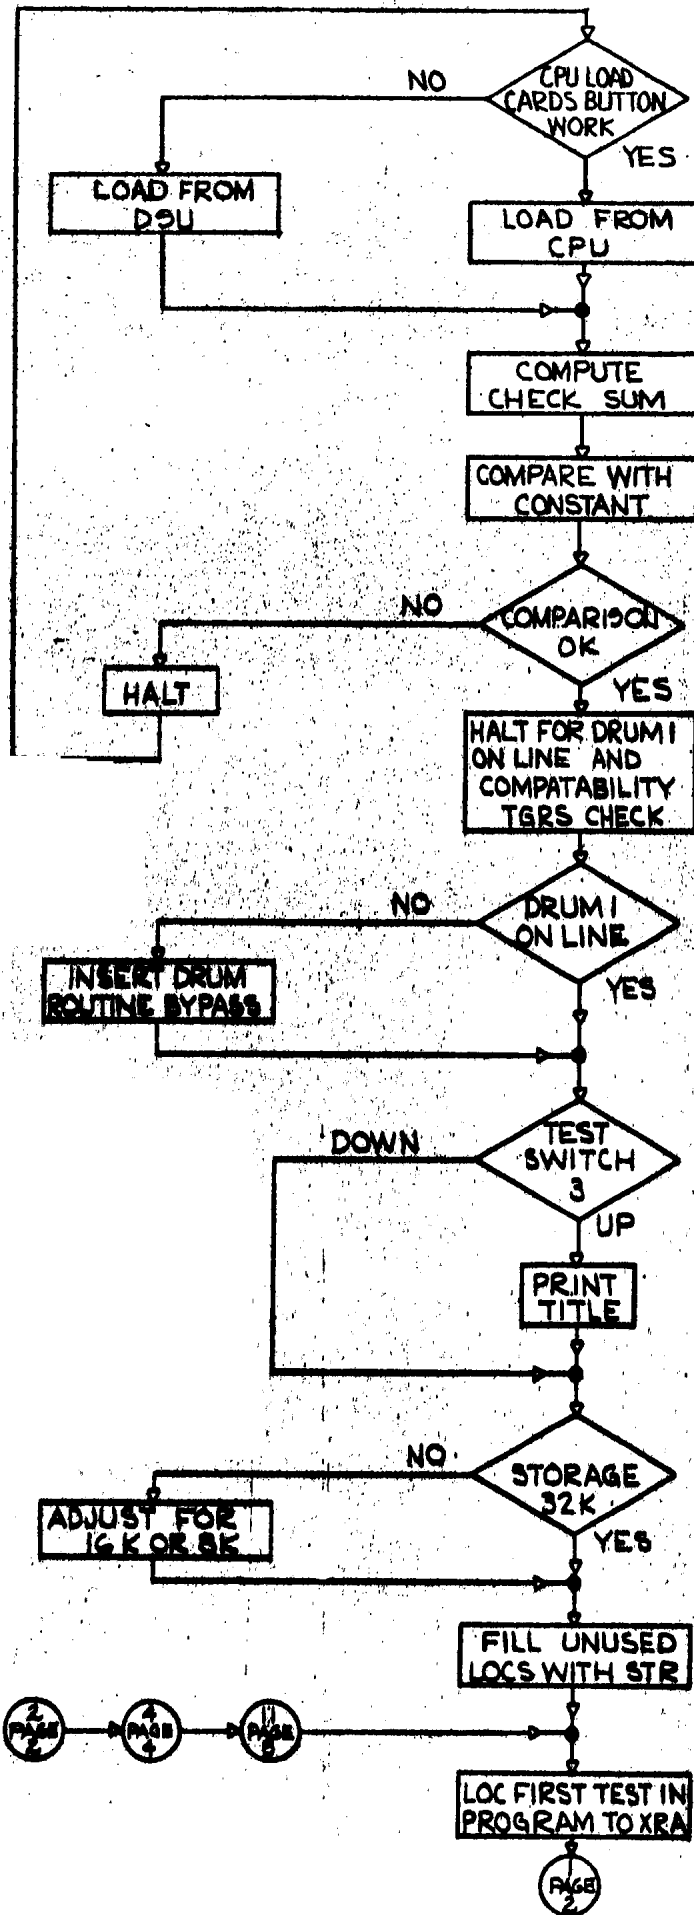 CPU LOAD
CARDS BUTTON
WORK
NO
YES
LOAD FROM
DSU
LOAD FROM
CPU
COMPUTE
CHECK SUM
COMPARE WITH
CONSTANT
COMPARISON
OK
NO
YES
HALT
HALT FOR DRUM 1
ON LINE AND
COMPATABILITY
TGRS CHECK
DRUM 1
ON LINE
NO
YES
INSERT DRUM
ROUTINE BYPASS
TEST
SWITCH
3
DOWN
UP
PRINT
TITLE
STORAGE
32K
NO
YES
ADJUST FOR
16 K OR 8K
FILL UNUSED
LOCS WITH STR
2
PAGE
2
4
PAGE
4
11
PAGE
5
LOC FIRST TEST IN
PROGRAM TO XRA
1
PAGE
2